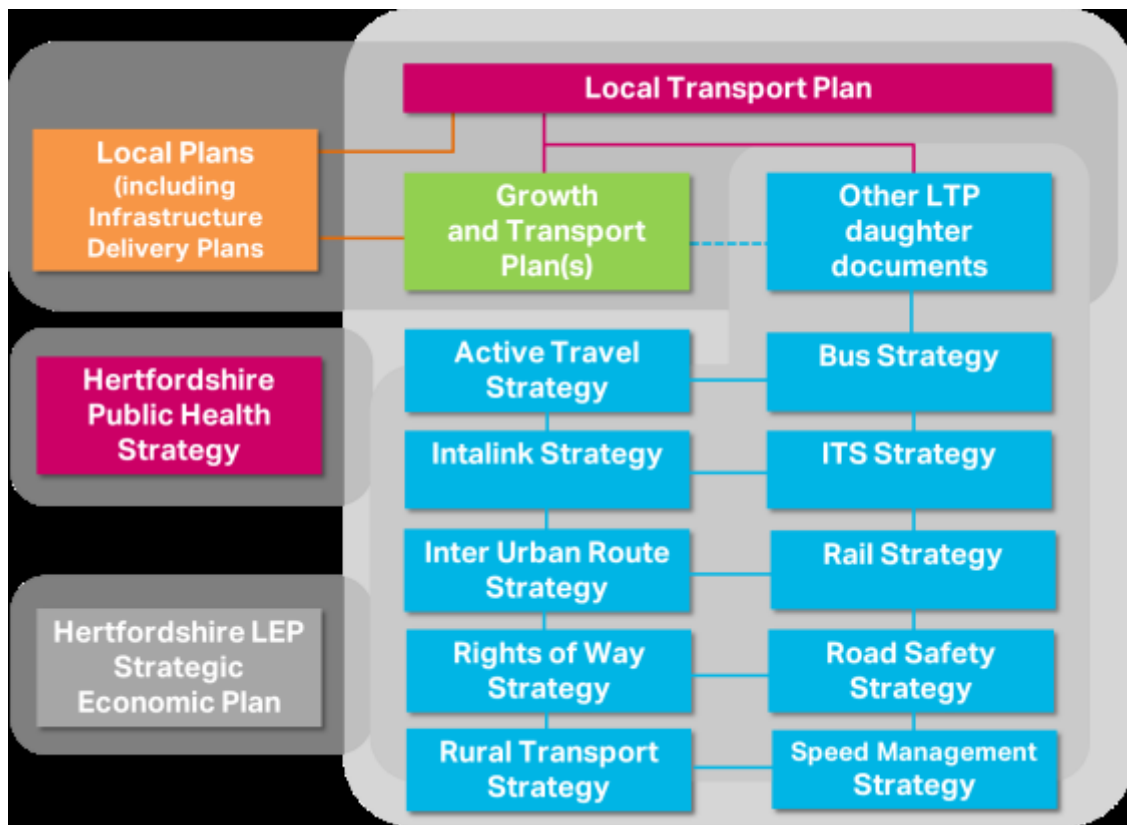 Local Transport Plan
Local Plans
(including
Infrastructure
Delivery Plans
Growth
and Transport
Plan(s)
Other LTP
daughter
documents
Hertfordshire
Public Health
Strategy
Active Travel
Strategy
Bus Strategy
Intalink Strategy
ITS Strategy
Inter Urban Route
Strategy
Rail Strategy
Hertfordshire LEP
Strategic
Economic Plan
Rights of Way
Strategy
Road Safety
Strategy
Rural Transport
Strategy
Speed Management
Strategy